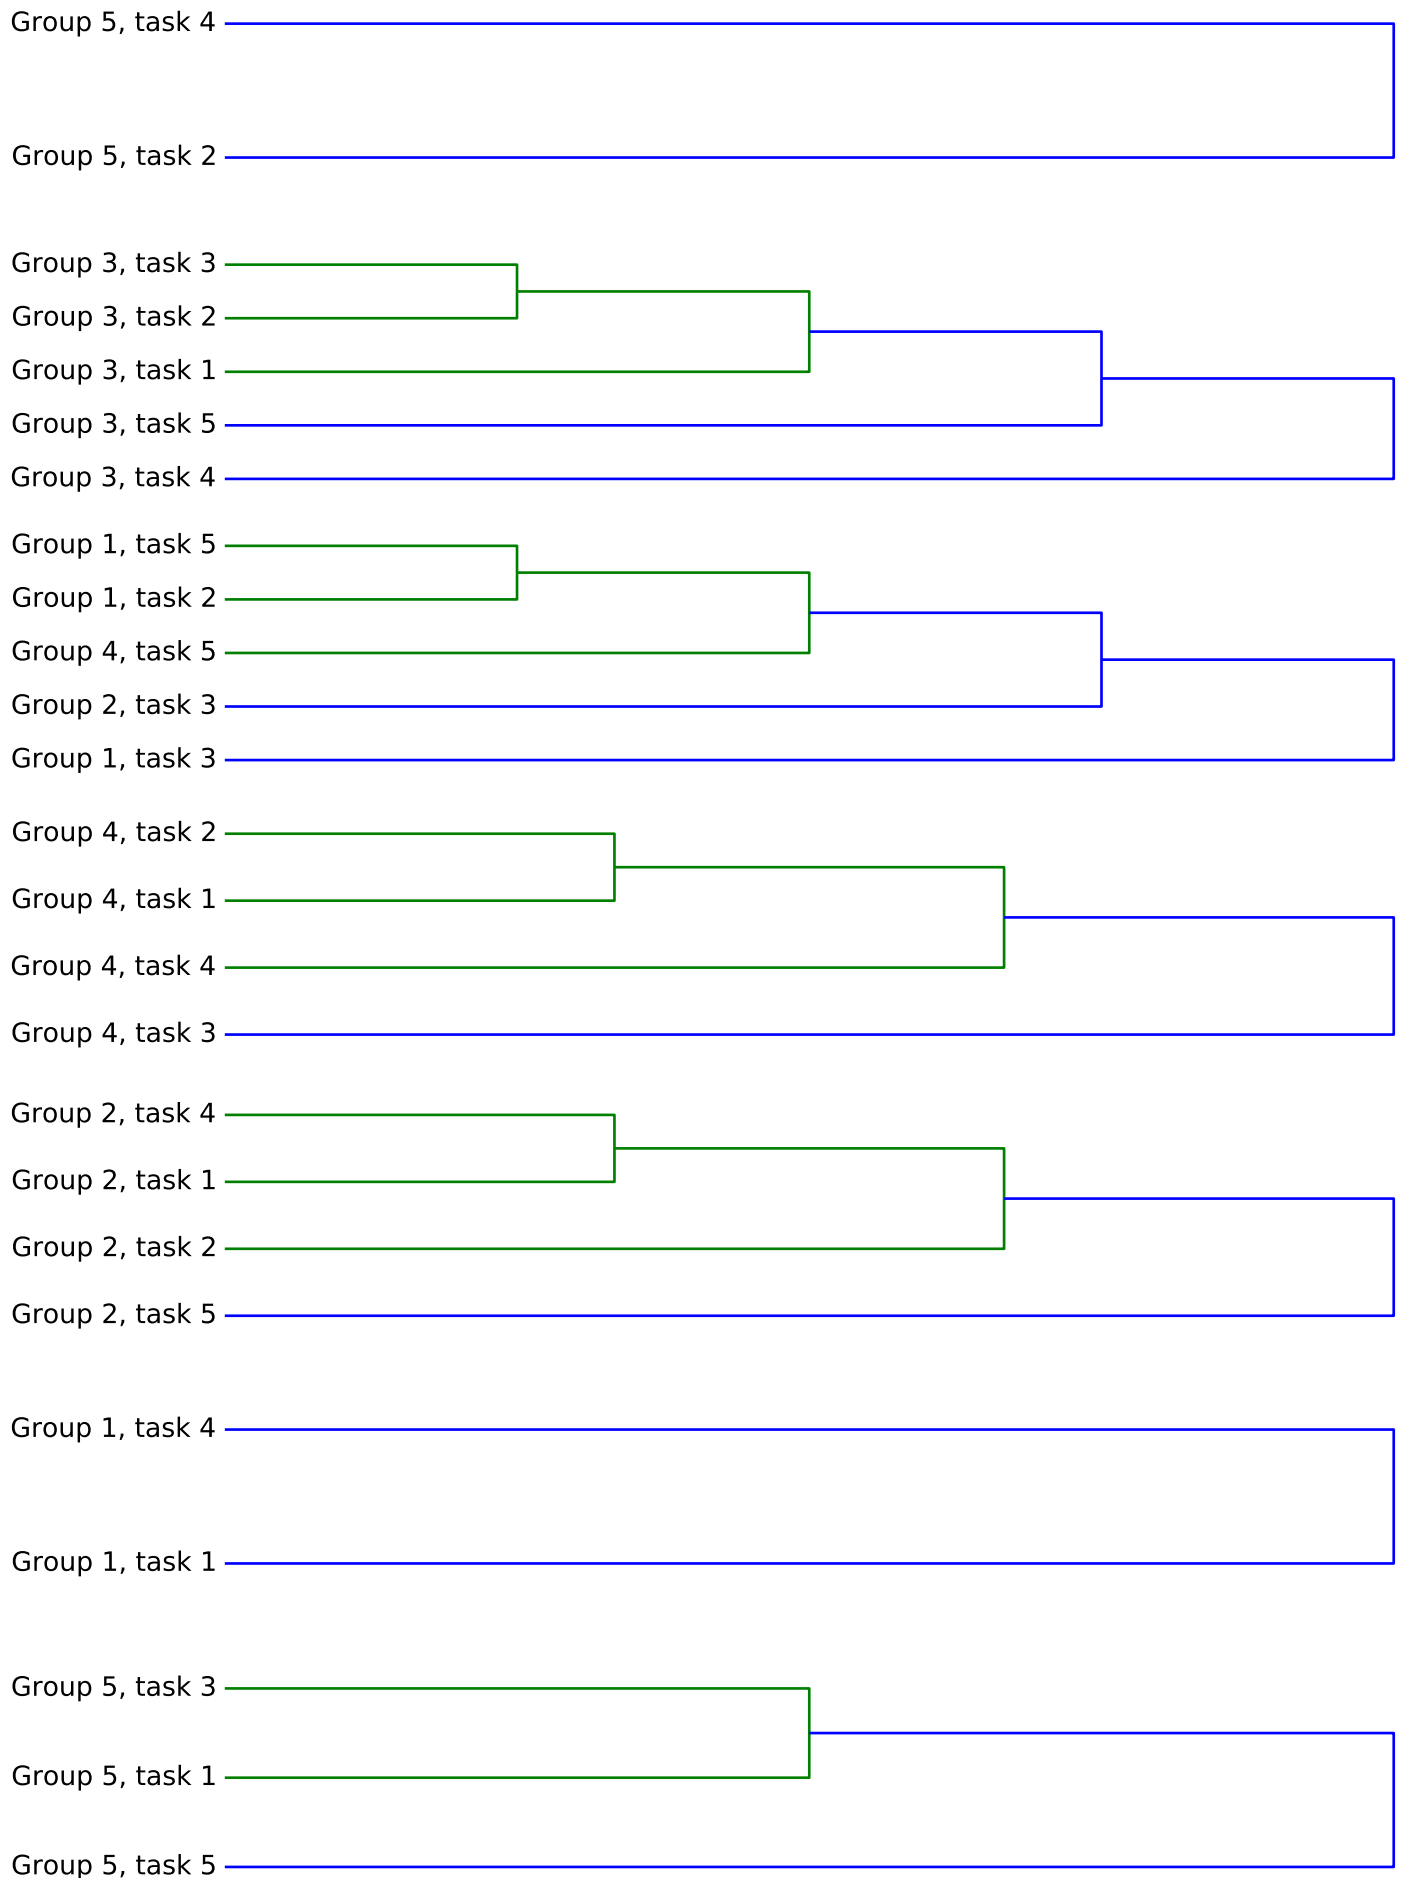 Group 5, task 4
Group 5, task 2
Group 3, task 3
Group 3, task 2
Group 3, task 1
Group 3, task 5
Group 3, task 4
Group 1, task 5
Group 1, task 2
Group 4, task 5
Group 2, task 3
Group 1, task 3
Group 4, task 2
Group 4, task 1
Group 4, task 4
Group 4, task 3
Group 2, task 4
Group 2, task 1
Group 2, task 2
Group 2, task 5
Group 1, task 4
Group 1, task 1
Group 5, task 3
Group 5, task 1
Group 5, task 5